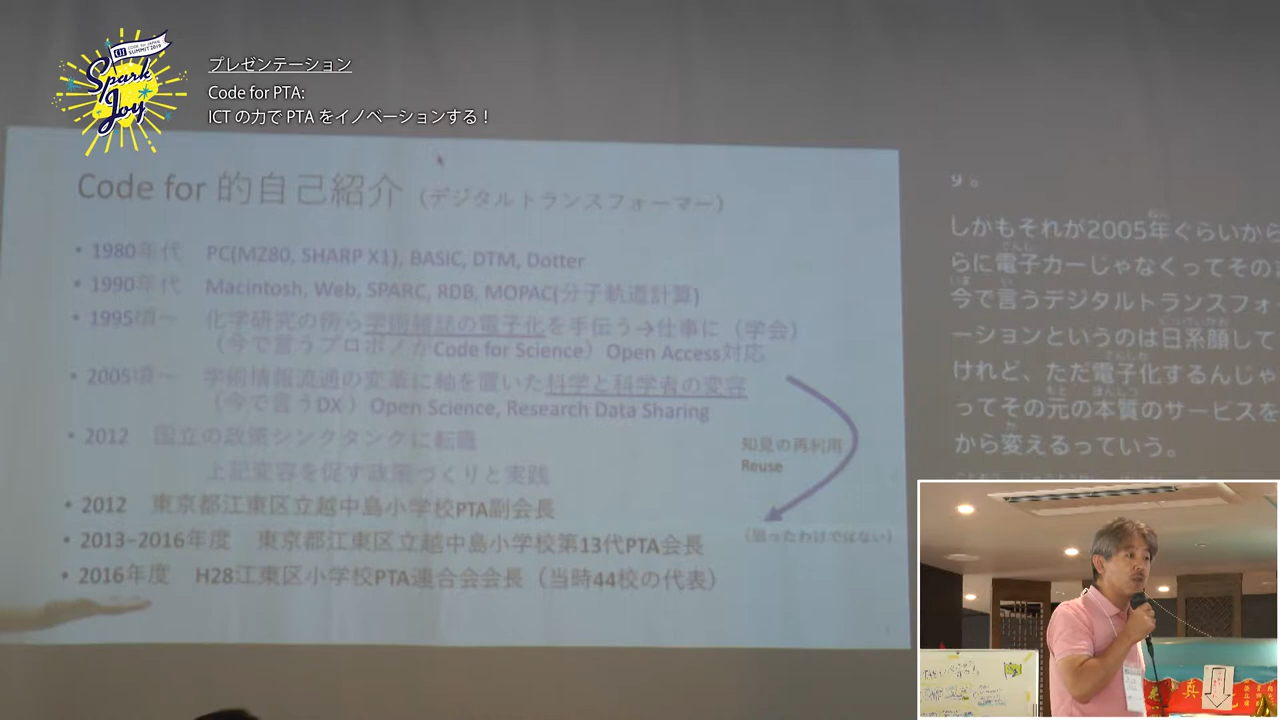 CODE for JAPAN
SUMMIT 2019
Spark
Joy
プレゼンテーション
Code for PTA:
ICT の力で PTA をイノベーションする！
Code for 的自己紹介（デジタルトランスフォーマー）
• 1980年代 PC(MZ80, SHARP X1), BASIC, DTM, Dotter
• 1990年代 Macintosh, Web, SPARC, RDB, MOPAC(分子軌道計算)
• 1995頃～ 化学研究の傍ら学術雑誌の電子化を手伝う→仕事に（学会）
（今で言うプロボノかCode for Science）Open Access対応
• 2005頃～ 学術情報流通の変革に軸を置いた科学と科学者の変容
（今で言うDX）Open Science, Research Data Sharing
• 2012 国立の政策シンクタンクに転職
上記変容を促す政策づくりと実践
• 2012 東京都江東区立越中島小学校PTA副会長
• 2013-2016年度 東京都江東区立越中島小学校第13代PTA会長
• 2016年度 H28江東区小学校PTA連合会会長（当時44校の代表）
知見の再利用
Reuse
（狙ったわけではない）
y。
しかもそれが2005年ぐらいから
らに電子カーじゃなくってその
今で言うデジタルトランスフォー
ーションというのは日系顔して
けれど、ただ電子化するんじゃ
ってその元の本質のサービスを
から変えるっていう。